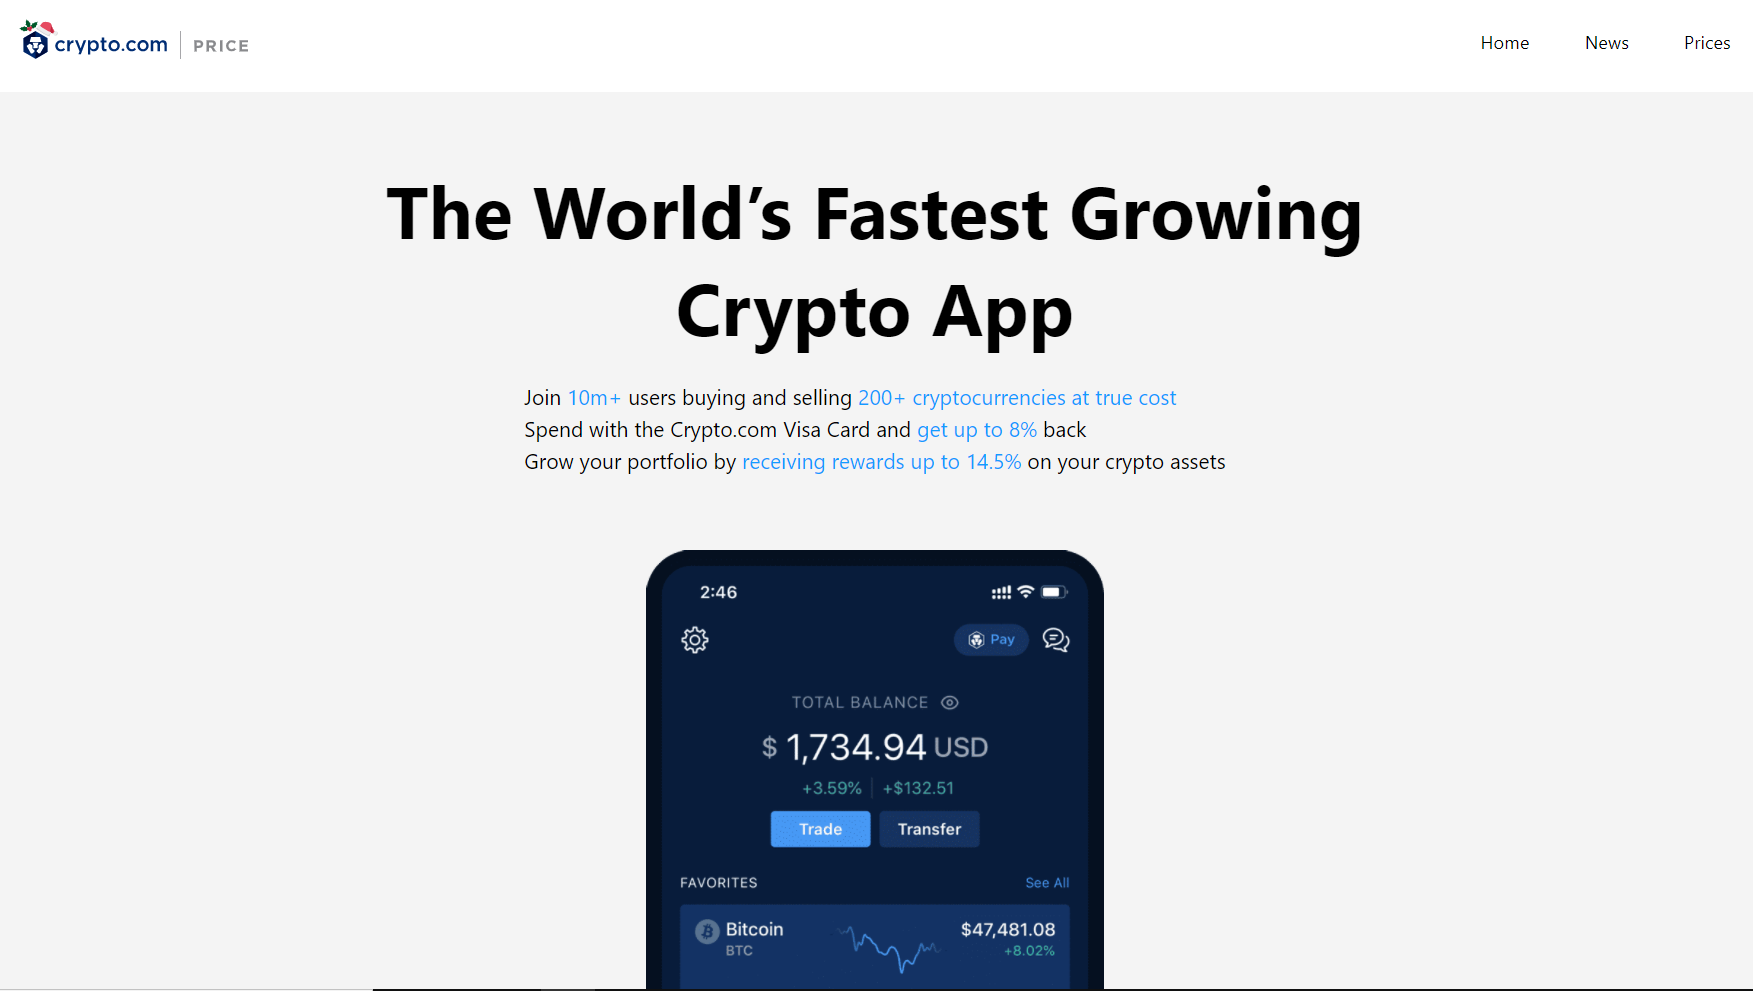 crypto.com | PRICE
Home News Prices
The World’s Fastest Growing
Crypto App
Join 10m+ users buying and selling 200+ cryptocurrencies at true cost
Spend with the Crypto.com Visa Card and get up to 8% back
Grow your portfolio by receiving rewards up to 14.5% on your crypto assets
2:46
Pay
TOTAL BALANCE
$ 1,734.94 USD
+3.59% +$132.51
Trade Transfer
FAVORITES See All
Bitcoin $47,481.08
BTC +8.02%